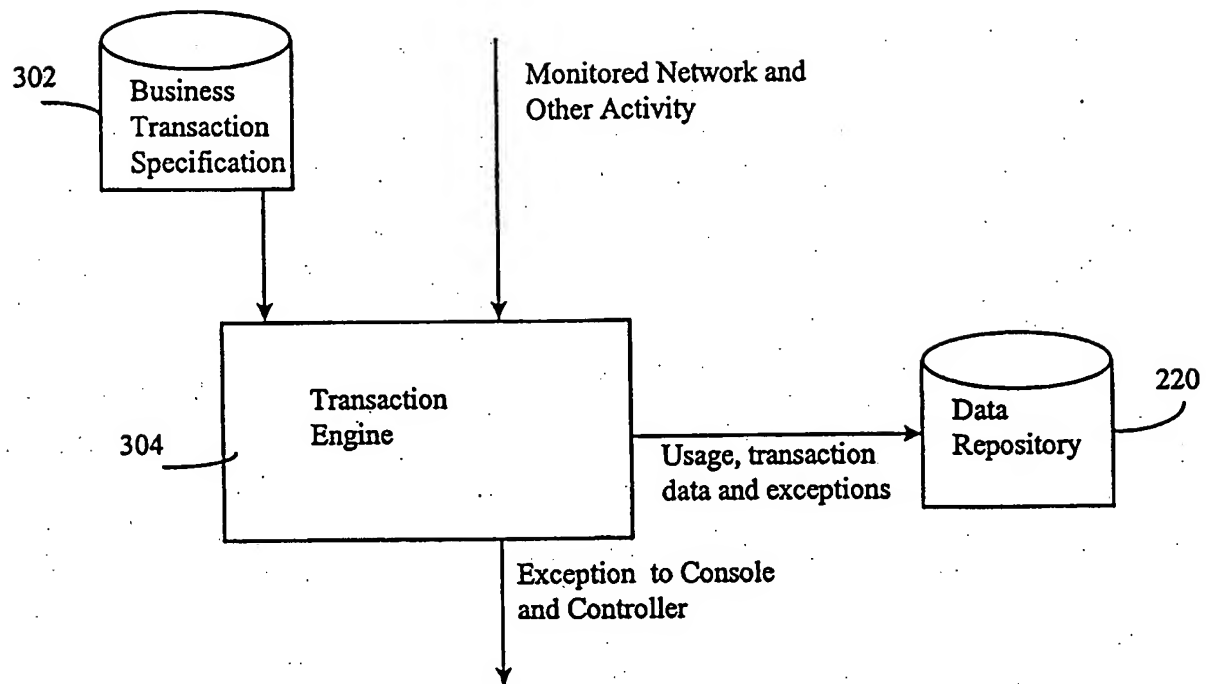 302
Business
Transaction
Specification
Monitored Network and
Other Activity
Transaction
Engine
304
Usage, transaction
data and exceptions
Data
Repository
220
Exception to Console
and Controller